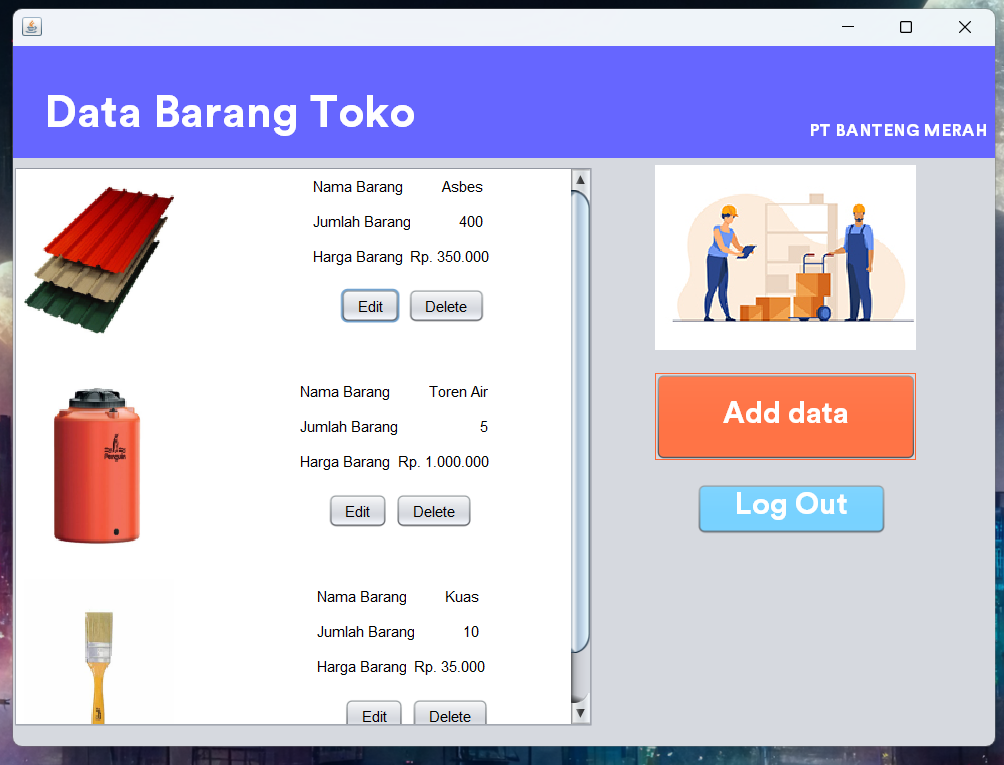 Data Barang Toko
PT BANTENG MERAH
Nama Barang Asbes
Jumlah Barang 400
Harga Barang Rp. 350.000
Edit Delete
Penguin
Nama Barang Toren Air
Jumlah Barang 5
Harga Barang Rp. 1.000.000
Edit Delete
Nama Barang Kuas
Jumlah Barang 10
Harga Barang Rp. 35.000
Edit Delete
Add data
Log Out